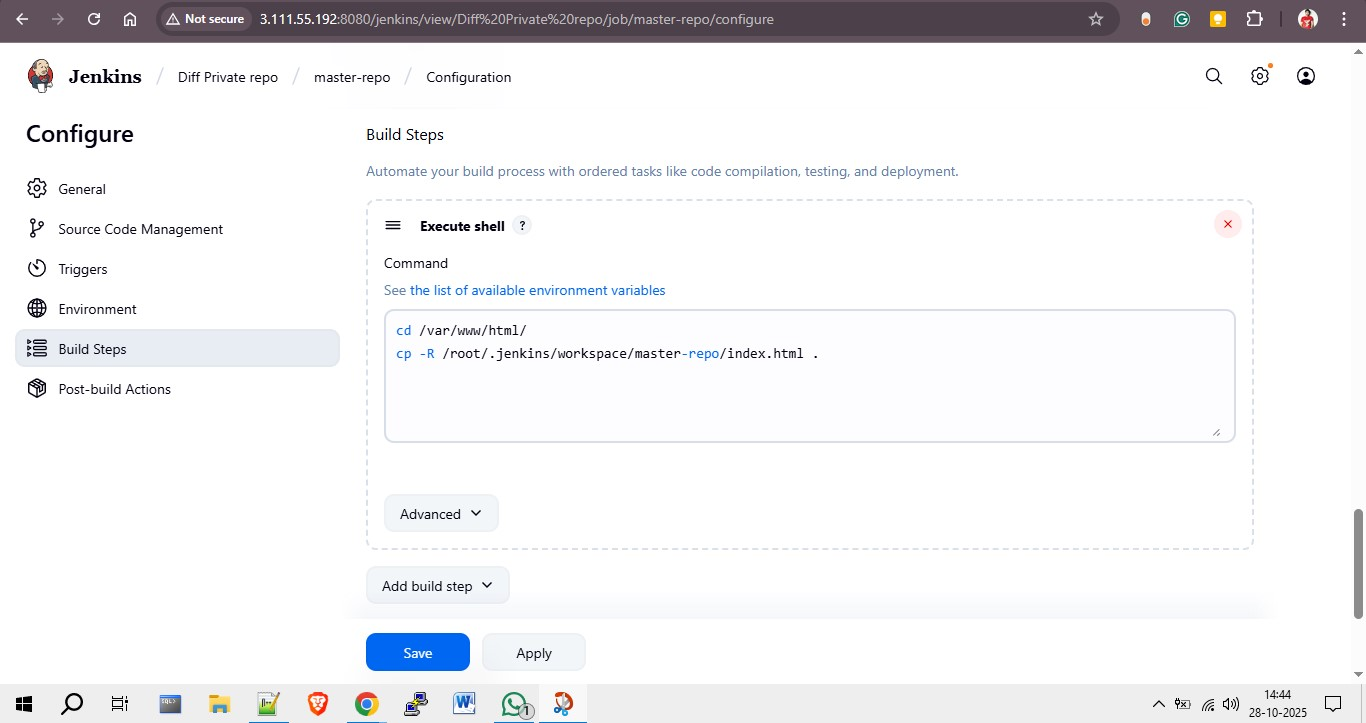 Not secure 3.111.55.192:8080/jenkins/view/Diff%20Private%20repo/job/master-repo/configure
Jenkins / Diff Private repo / master-repo / Configuration
Configure
General
Source Code Management
Triggers
Environment
Build Steps
Post-build Actions
Build Steps
Automate your build process with ordered tasks like code compilation, testing, and deployment.
Execute shell ?
Command
See the list of available environment variables
cd /var/www/html/
cp -R /root/.jenkins/workspace/master-repo/index.html .
Advanced
Add build step
Save Apply
14:44
28-10-2025
1